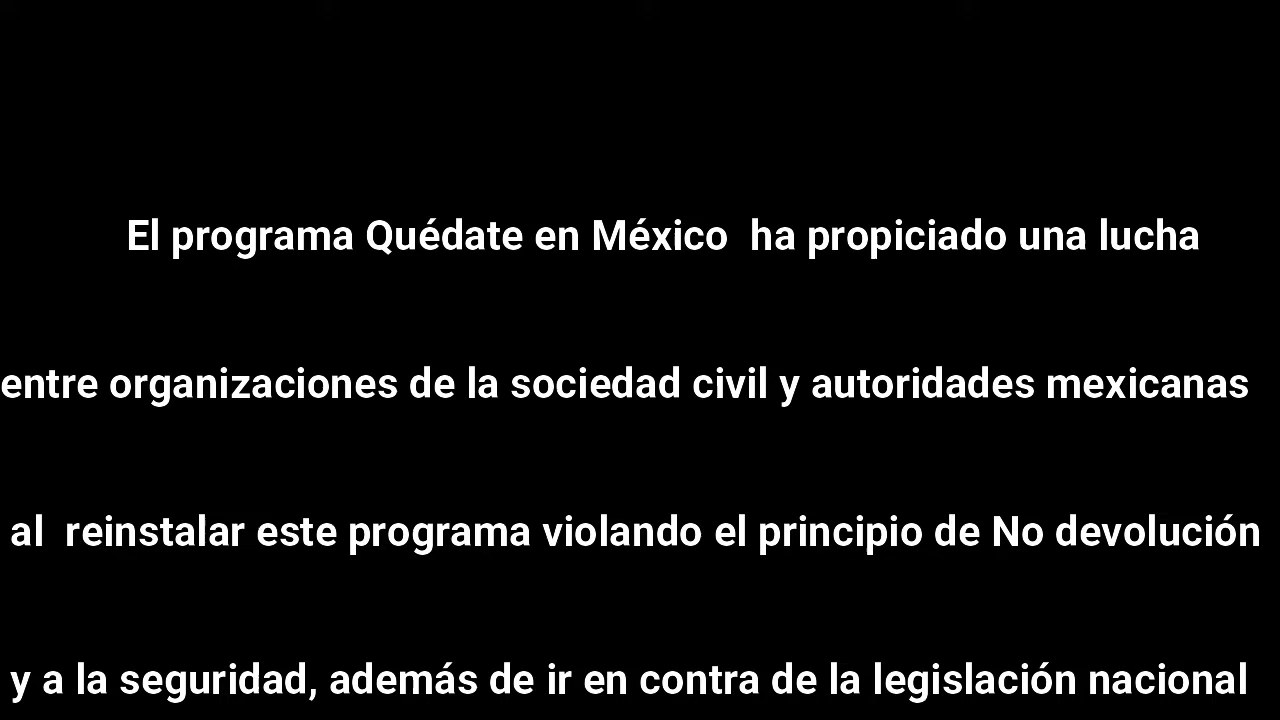 El programa Quédate en México  ha propiciado una lucha
entre organizaciones de la sociedad civil y autoridades mexicanas
al  reinstalar este programa violando el principio de No devolución
y a la seguridad, además de ir en contra de la legislación nacional